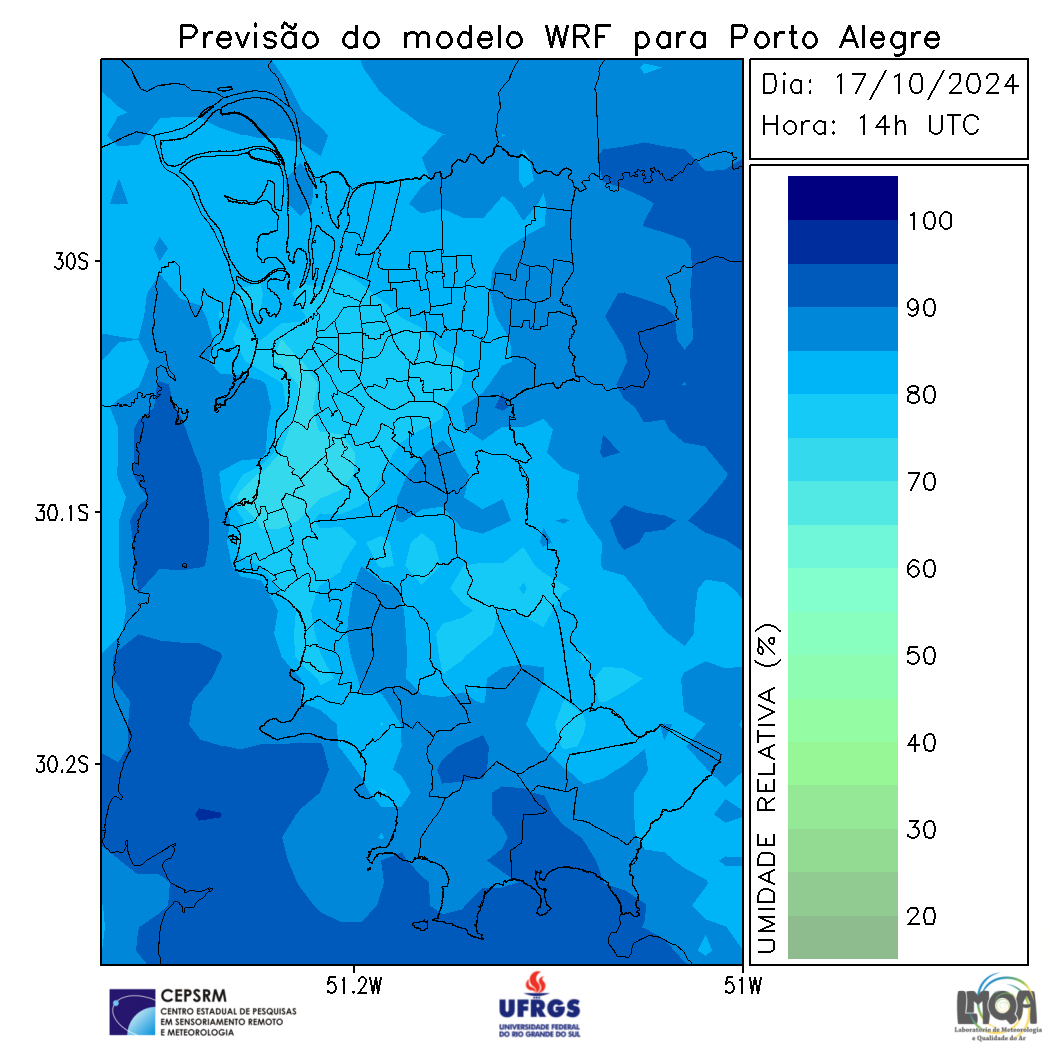 Previsão do modelo WRF para Porto Alegre
Dia: 17/10/2024
Hora: 14h UTC
30S
30.1S
30.2S
51.2W
51W
100
90
80
70
60
50
40
30
20
UMIDADE RELATIVA (%)
CEPSRM
CENTRO ESTADUAL DE PESQUISAS
EM SENSORIAMENTO REMOTO
E METEOROLOGIA
UFRGS
UNIVERSIDADE FEDERAL
DO RIO GRANDE DO SUL
LMQA
Laboratório de Meteorologia
e Qualidade do Ar